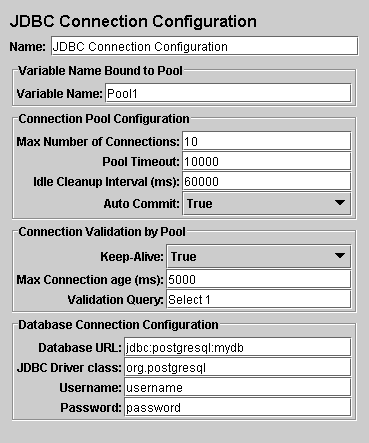 JDBC Connection Configuration
Name: JDBC Connection Configuration
Variable Name Bound to Pool
Variable Name: Pool1
Connection Pool Configuration
Max Number of Connections: 10
Pool Timeout: 10000
Idle Cleanup Interval (ms): 60000
Auto Commit: True
Connection Validation by Pool
Keep-Alive: True
Max Connection age (ms): 5000
Validation Query: Select 1
Database Connection Configuration
Database URL: jdbc:postgresql:mydb
JDBC Driver class: org.postgresql
Username: username
Password: password